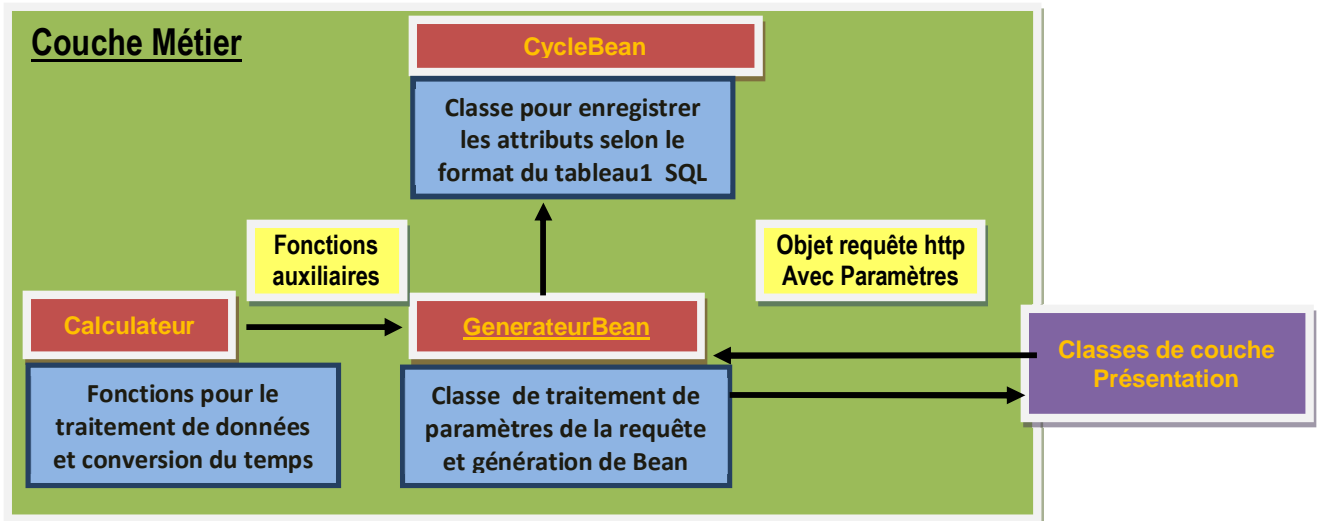 Couche Métier
CycleBean
Classe pour enregistrer
les attributs selon le
format du tableau1 SQL
Fonctions
auxiliaires
Objet requête http
Avec Paramètres
Calculateur
GenerateurBean
Classes de couche
Présentation
Fonctions pour le
traitement de données
et conversion du temps
Classe de traitement de
paramètres de la requête
et génération de Bean